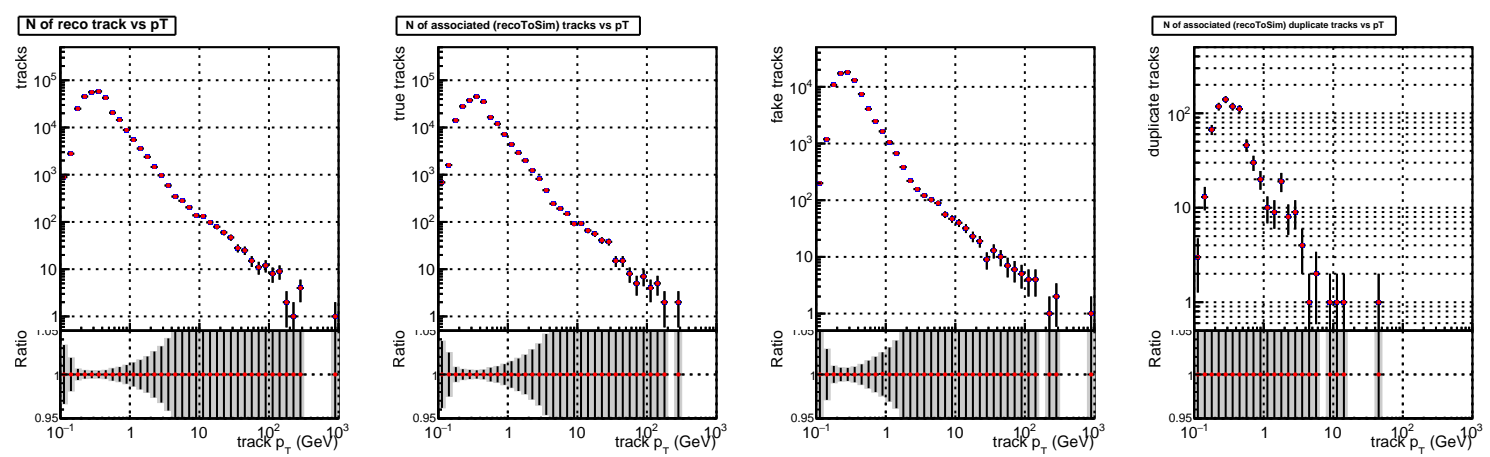 N of reco track vs pT
tracks
10^5
10^4
10^3
10^2
10
1
Ratio
1.05
1
0.95
10^-1 1 10 10^2 10^3
track p_T (GeV)
N of associated (recoToSim) tracks vs pT
true tracks
10^5
10^4
10^3
10^2
10
1
Ratio
1.05
1
0.95
10^-1 1 10 10^2 10^3
track p_T (GeV)
fake tracks
10^4
10^3
10^2
10
1
Ratio
1.05
1
0.95
10^-1 1 10 10^2 10^3
track p_T (GeV)
N of associated (recoToSim) duplicate tracks vs pT
duplicate tracks
10^2
10
1
Ratio
1.05
1
0.95
10^-1 1 10 10^2 10^3
track p_T (GeV)